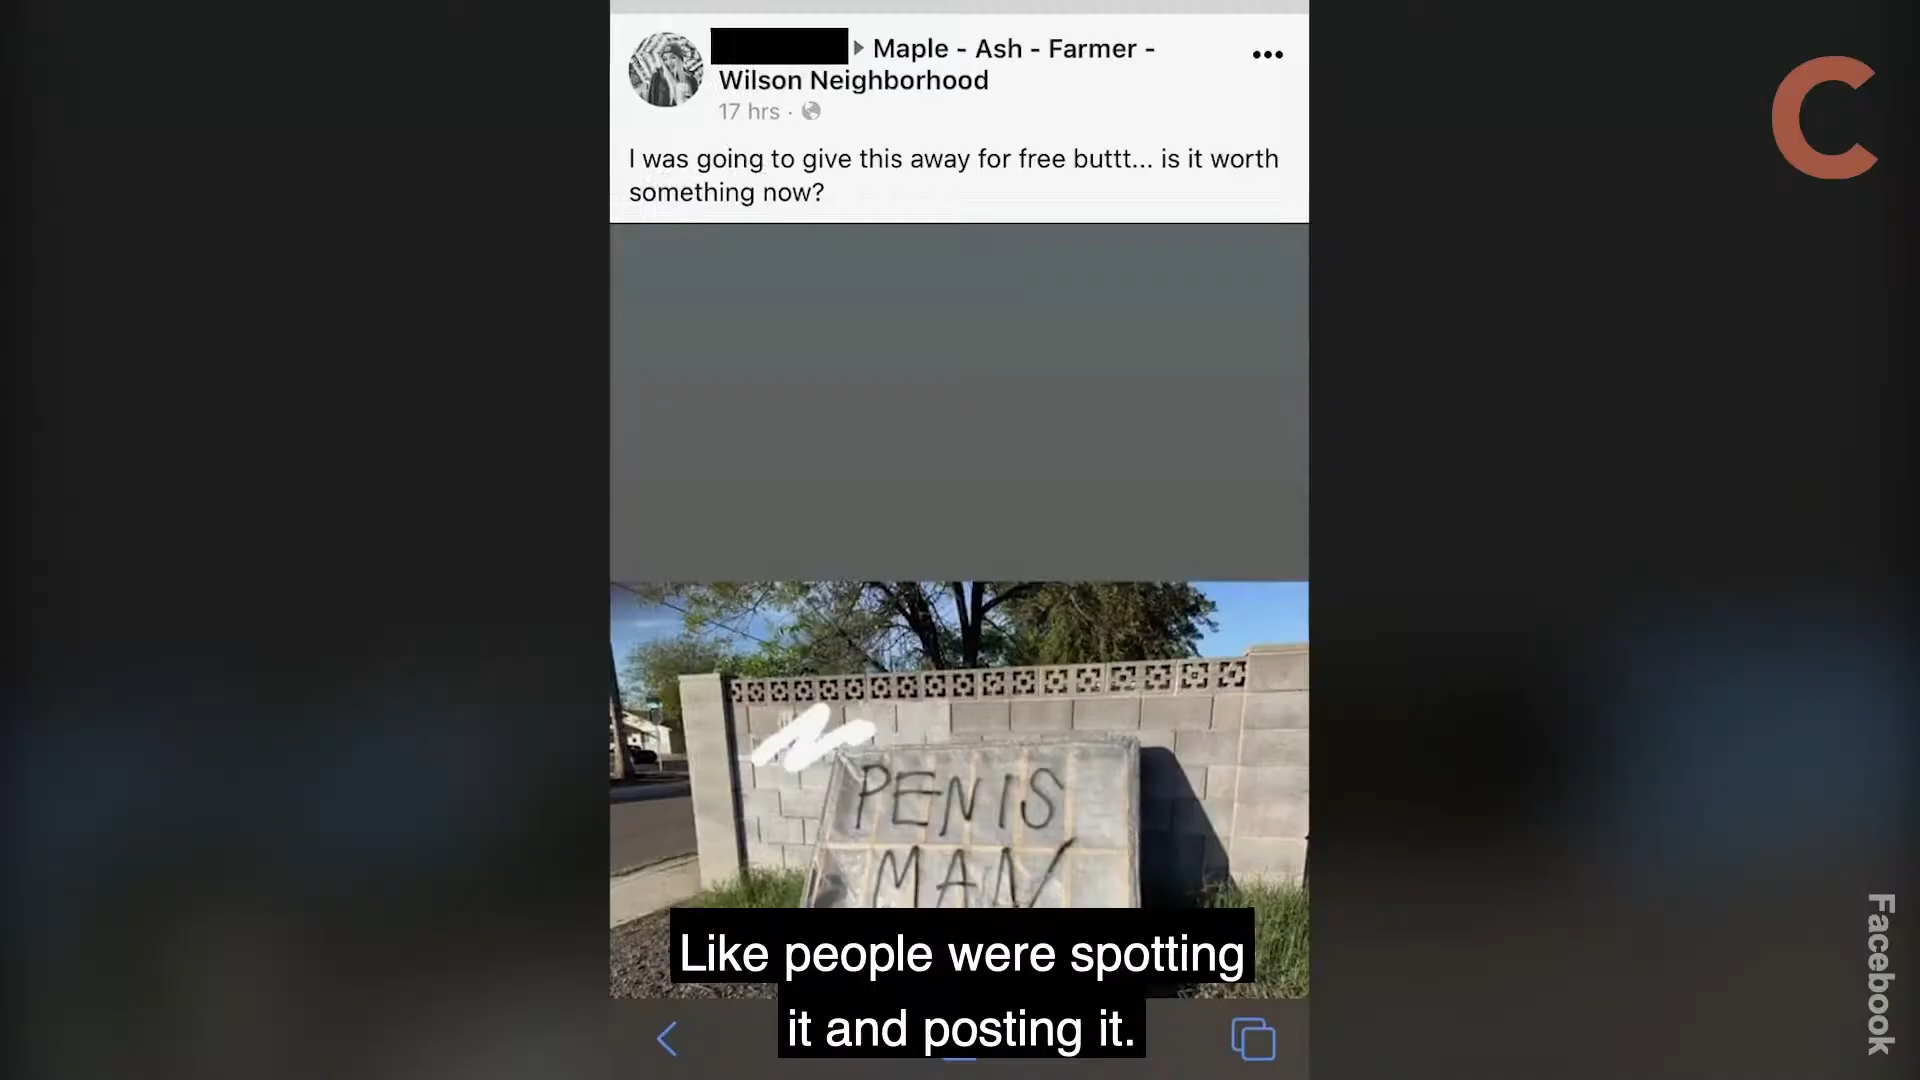 Maple - Ash - Farmer -
Wilson Neighborhood
17 hrs ·
I was going to give this away for free buttt... is it worth
something now?
PENIS
MAN
Like people were spotting
it and posting it.
C
Facebook